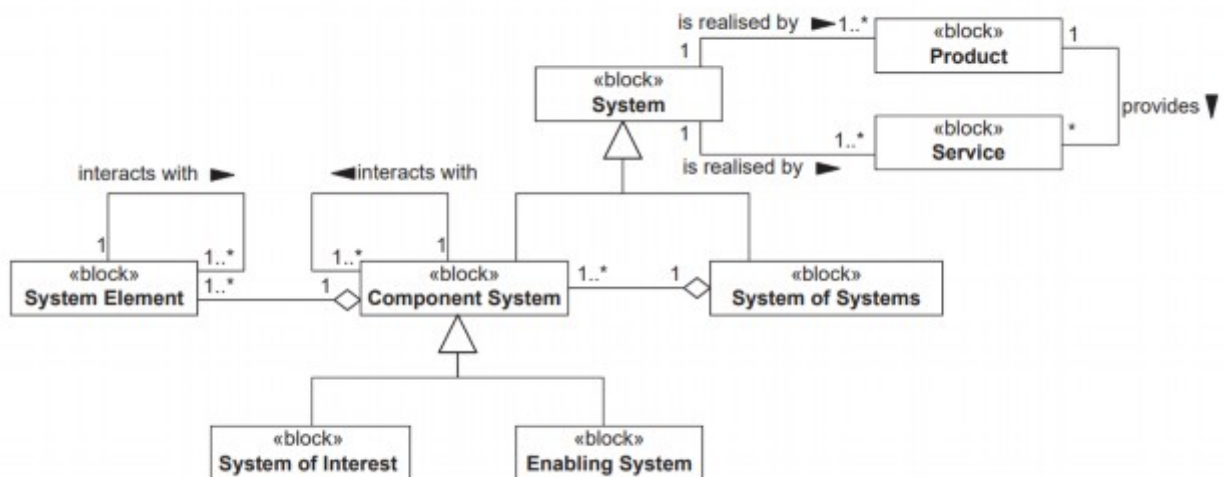 is realised by ► 1..*
«block»
Product
1
1
«block»
System
provides ▼
1
1..*
«block»
Service
*
is realised by ►
interacts with ►
◄interacts with
1
1..*
1..*
1
«block»
System Element
1..*
1
«block»
Component System
1..*
1
«block»
System of Systems
«block»
System of Interest
«block»
Enabling System